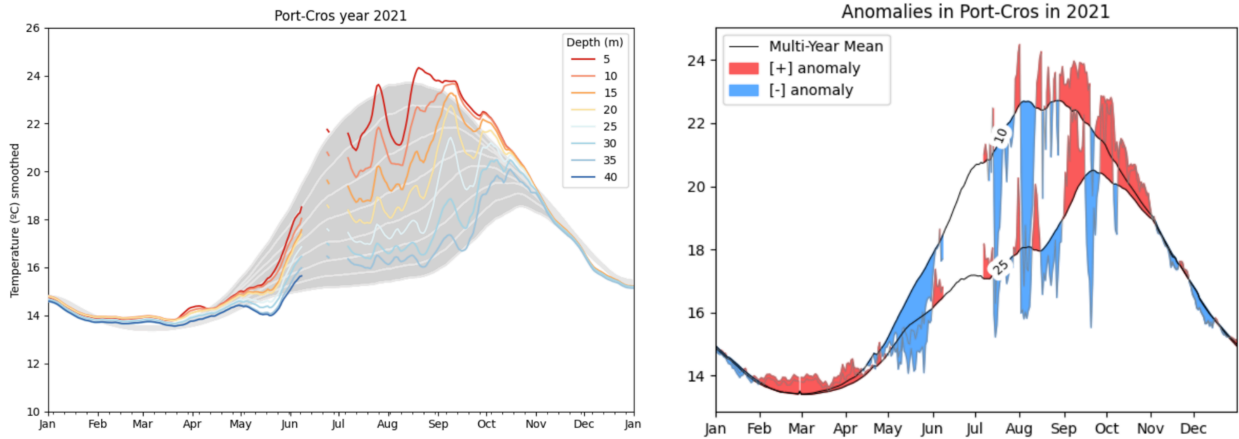 Port-Cros year 2021
Temperature (ºC) smoothed
26
24
22
20
18
16
14
12
10
Jan Feb Mar Apr May Jun Jul Aug Sep Oct Nov Dec Jan
Depth (m)
5
10
15
20
25
30
35
40
Anomalies in Port-Cros in 2021
Multi-Year Mean
[+] anomaly
[-] anomaly
24
22
20
18
16
14
10
25
Jan Feb Mar Apr May Jun Jul Aug Sep Oct Nov Dec